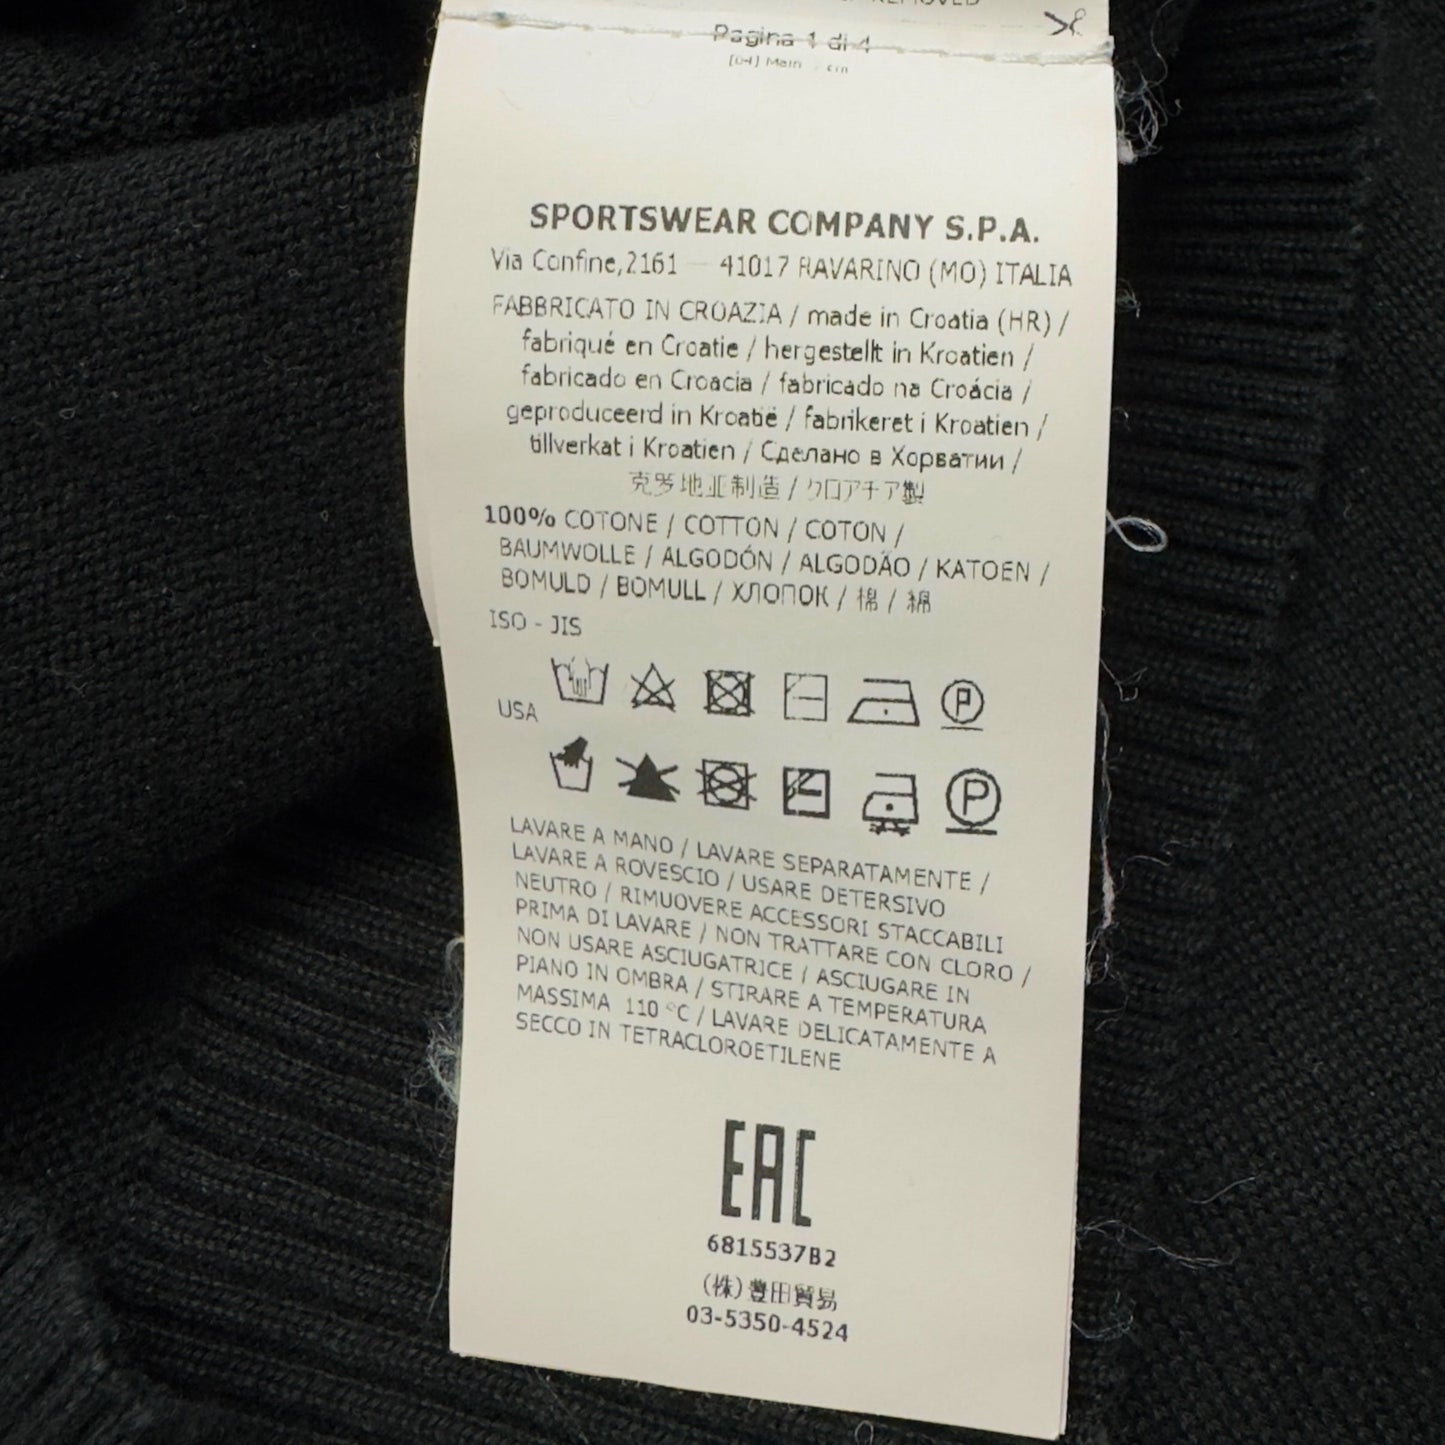 REMOVED
Pagina 1 di 4
SPORTSWEAR COMPANY S.P.A.
Via Confine,2161 — 41017 RAVARINO (MO) ITALIA
FABBRICATO IN CROAZIA / made in Croatia (HR) /
fabriqué en Croatie / hergestellt in Kroatien /
fabricado en Croacia / fabricado na Croácia /
geproduceerd in Kroatië / fabrikeret i Kroatien /
tillverkat i Kroatien / Сделано в Хорватии /
克罗地亚制造 / クロアチア製
100% COTONE / COTTON / COTON /
BAUMWOLLE / ALGODÓN / ALGODÃO / KATOEN /
BOMULD / BOMULL / ХЛОПОК / 棉 / 綿
ISO - JIS
P
USA
P
LAVARE A MANO / LAVARE SEPARATAMENTE /
LAVARE A ROVESCIO / USARE DETERSIVO
NEUTRO / RIMUOVERE ACCESSORI STACCABILI
PRIMA DI LAVARE / NON TRATTARE CON CLORO /
NON USARE ASCIUGATRICE / ASCIUGARE IN
PIANO IN OMBRA / STIRARE A TEMPERATURA
MASSIMA 110 °C / LAVARE DELICATAMENTE A
SECCO IN TETRACLOROETILENE
EAC
6815537B2
(株)豊田貿易
03-5350-4524